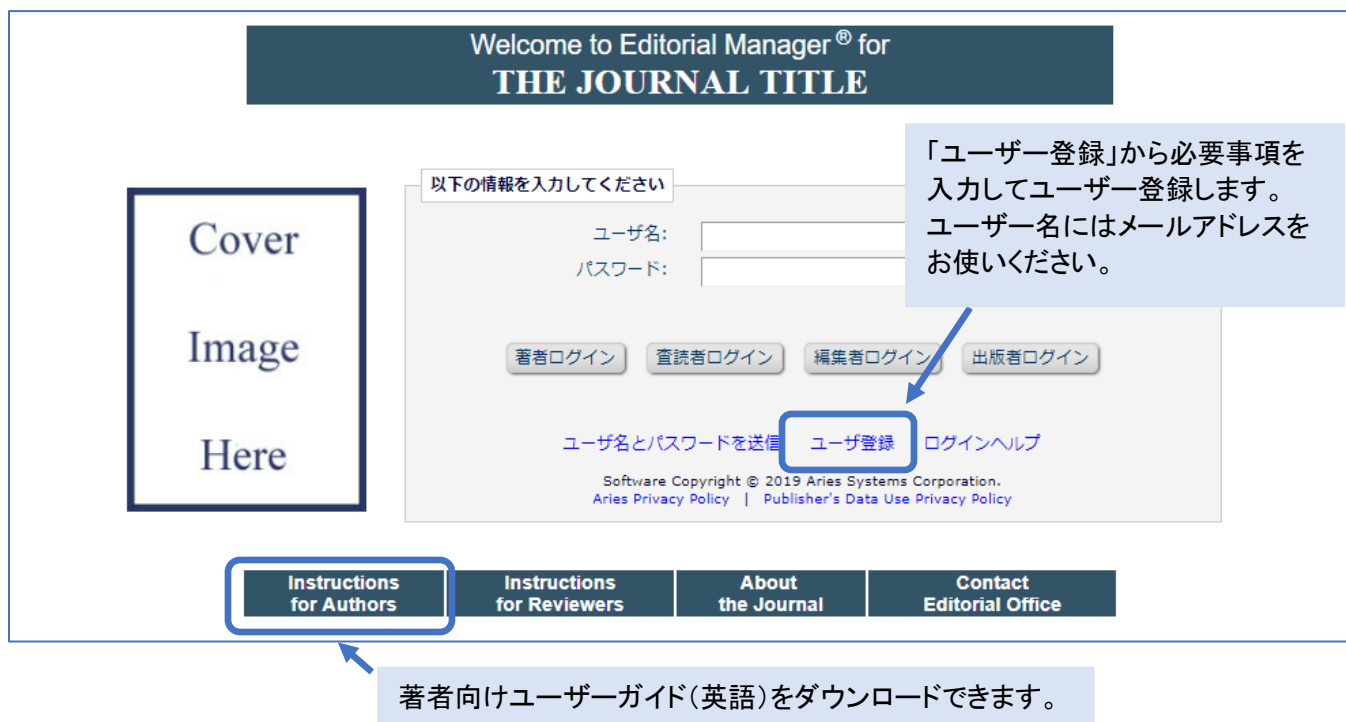 Welcome to Editorial Manager ® for
THE JOURNAL TITLE
「ユーザー登録」から必要事項を
入力してユーザー登録します。
ユーザー名にはメールアドレスを
お使いください。
Cover
Image
Here
以下の情報を入力してください
ユーザ名:
パスワード:
著者ログイン 査読者ログイン 編集者ログイン 出版者ログイン
ユーザ名とパスワードを送信 ユーザ登録 ログインヘルプ
Software Copyright © 2019 Aries Systems Corporation.
Aries Privacy Policy | Publisher's Data Use Privacy Policy
Instructions for Authors
Instructions for Reviewers
About the Journal
Contact Editorial Office
著者向けユーザーガイド（英語）をダウンロードできます。